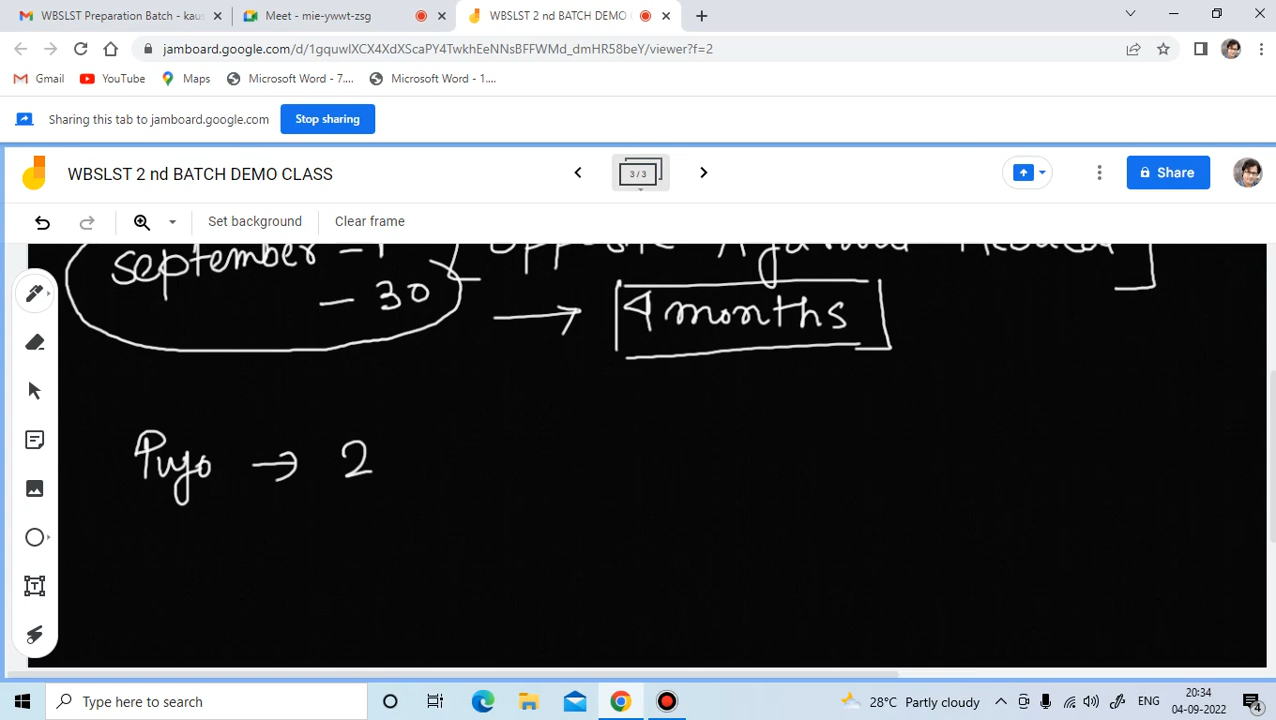 WBSLST Preparation Batch - kaus
Meet - mie-ywwt-zsg
WBSLST 2 nd BATCH DEMO
jamboard.google.com/d/1gquwlXCX4XdXScaPY4TwkhEeNNsBFFWMd_dmHR58beY/viewer?f=2
Gmail
YouTube
Maps
Microsoft Word - 7....
Microsoft Word - 1....
Sharing this tab to jamboard.google.com
Stop sharing
WBSLST 2 nd BATCH DEMO CLASS
3 / 3
Share
Set background
Clear frame
september - 1
- 30
→ 4 months
Pujo → 2
Type here to search
28°C Partly cloudy
ENG
20:34
04-09-2022
4